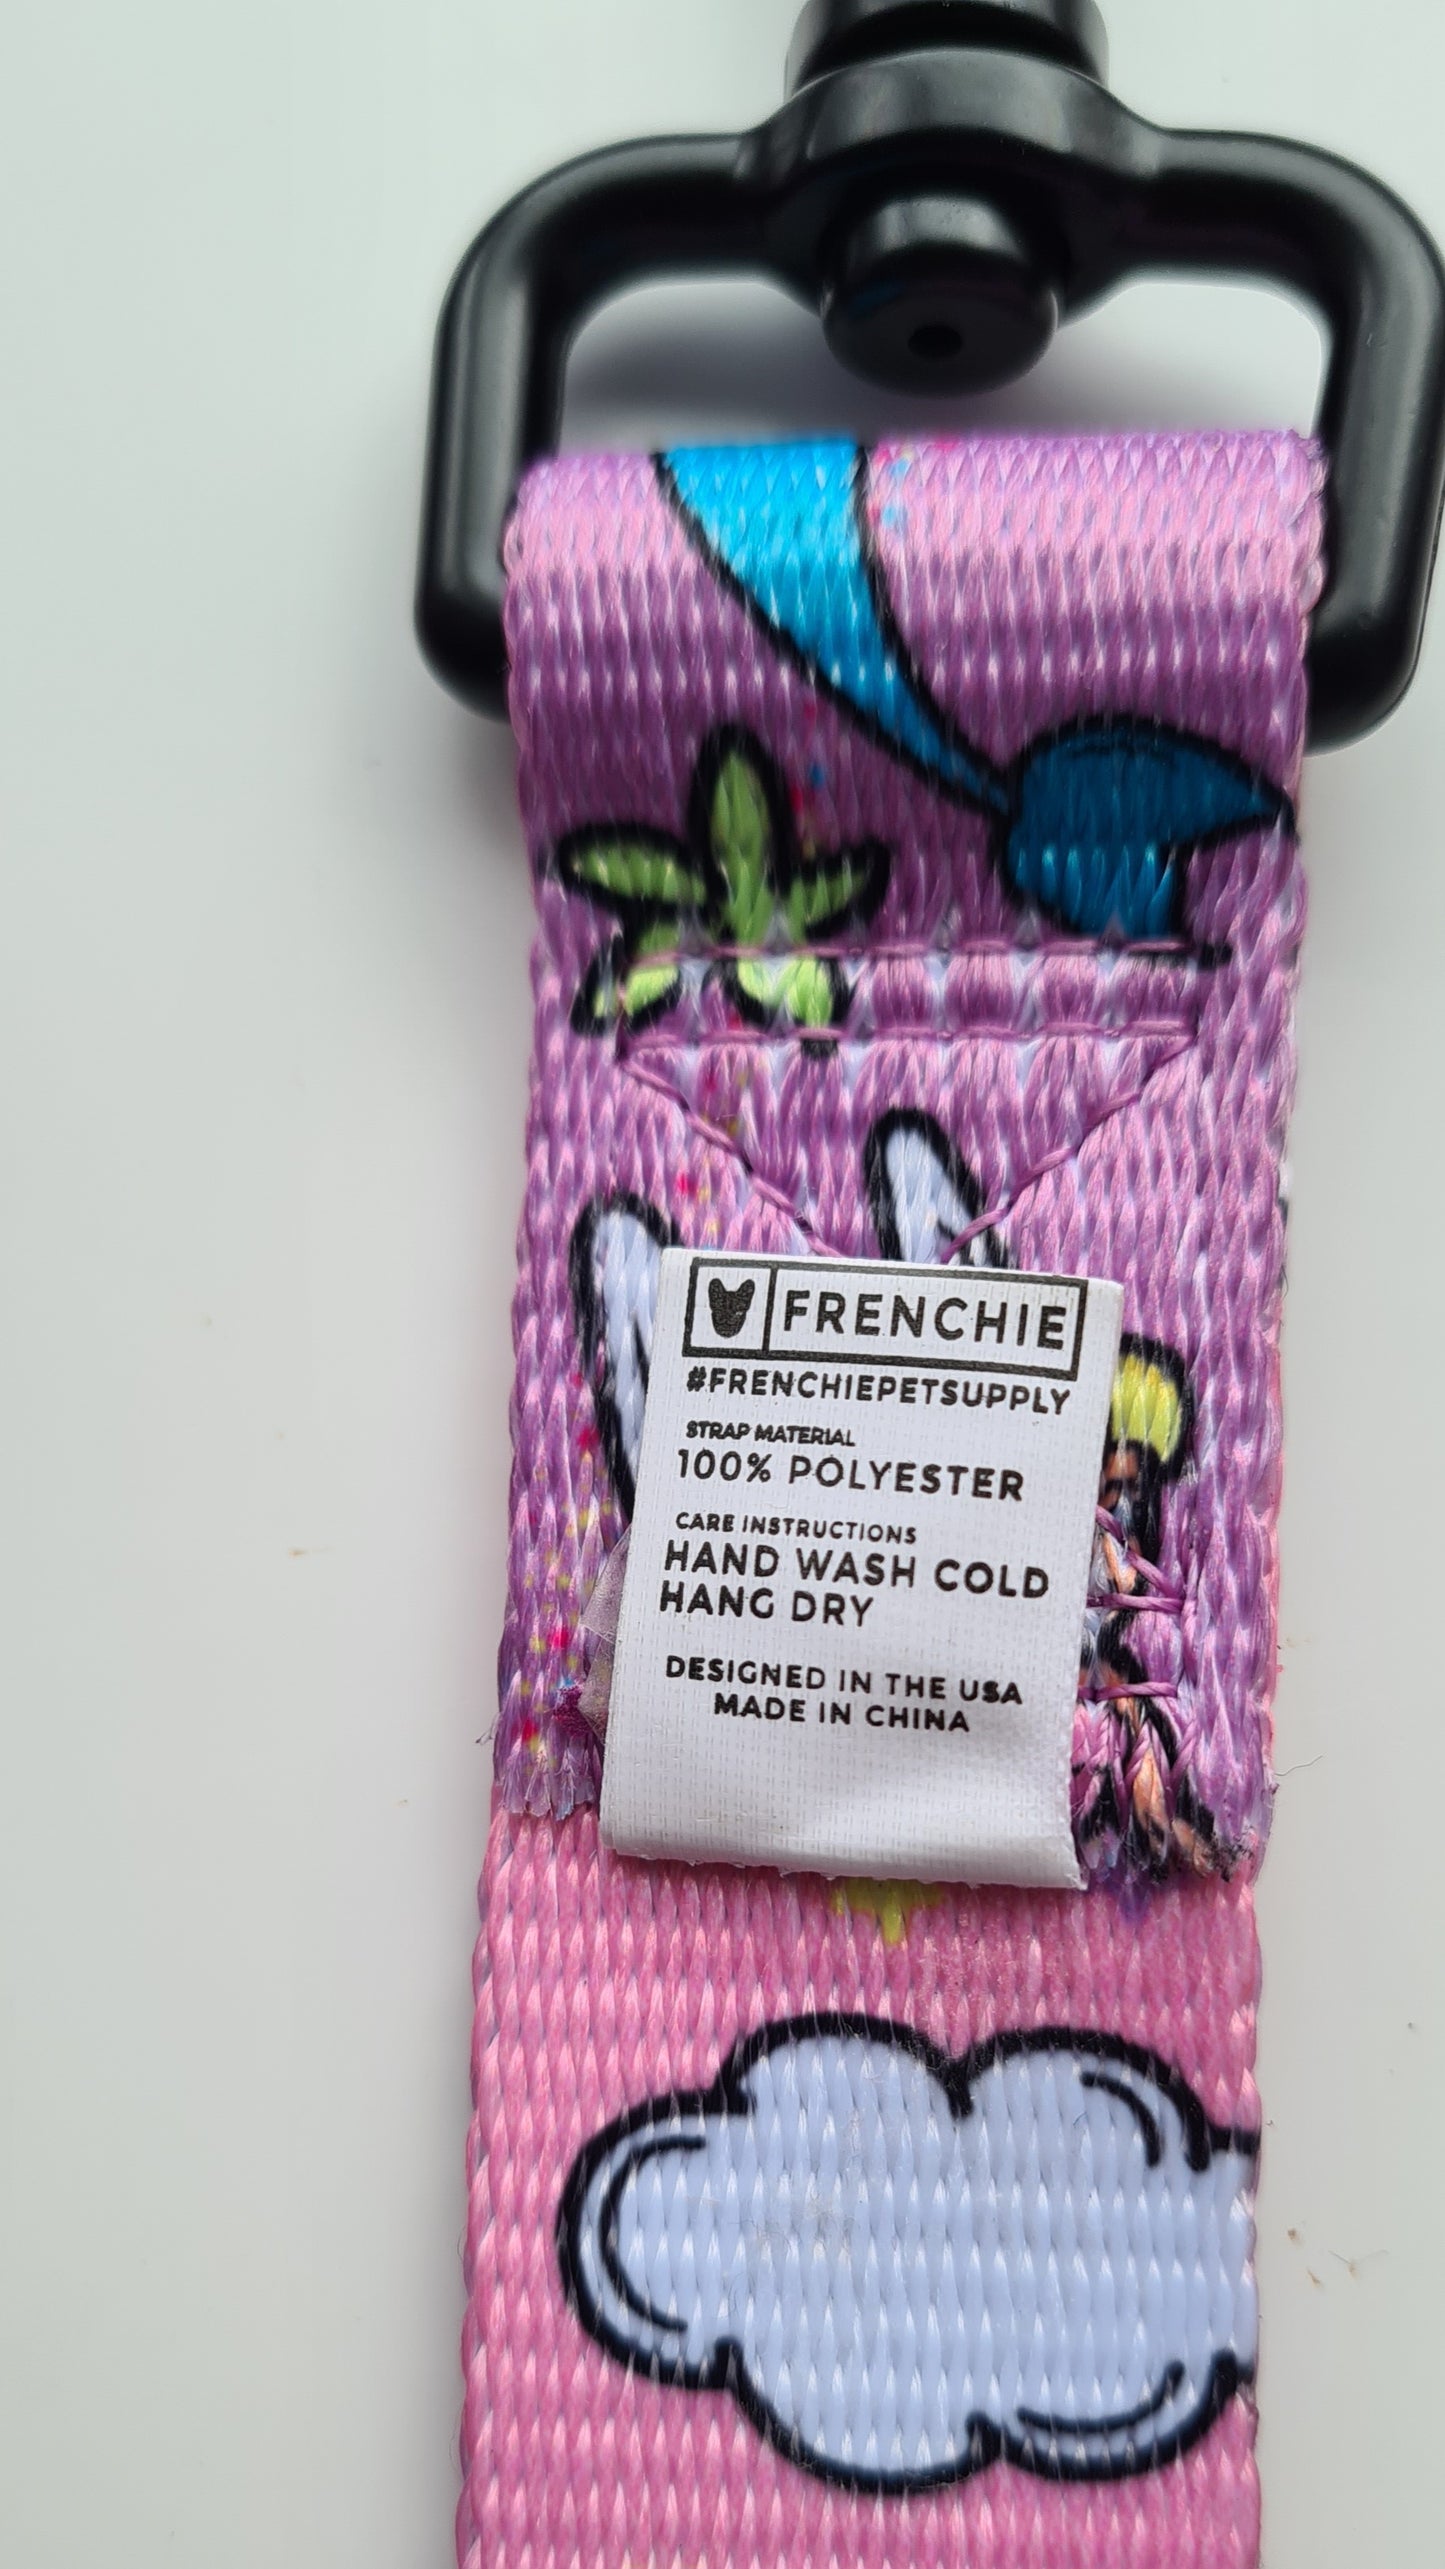 FRENCHIE
#FRENCHIEPETSUPPLY
STRAP MATERIAL
100% POLYESTER
CARE INSTRUCTIONS
HAND WASH COLD
HANG DRY
DESIGNED IN THE USA
MADE IN CHINA